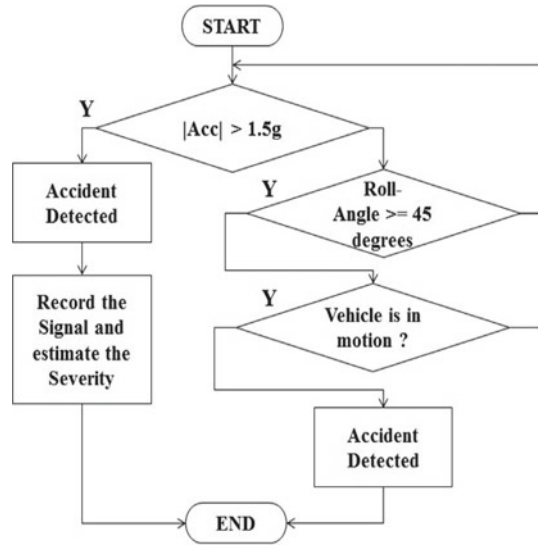 START
Y
|Acc| > 1.5g
Accident
Detected
Y
Roll-
Angle >= 45
degrees
Record the
Signal and
estimate the
Severity
Y
Vehicle is in
motion ?
Accident
Detected
END